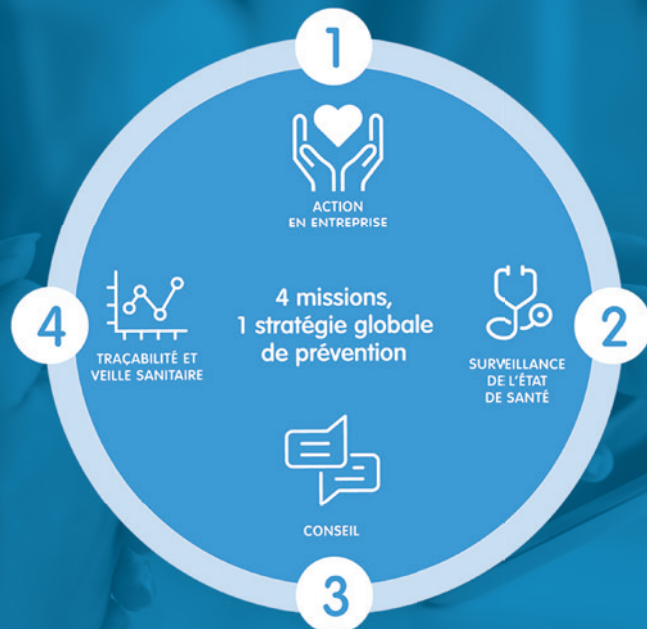 1
ACTION
EN ENTREPRISE
4 missions,
1 stratégie globale
de prévention
2
SURVEILLANCE
DE L'ÉTAT
DE SANTÉ
3
CONSEIL
4
TRAÇABILITÉ ET
VEILLE SANITAIRE